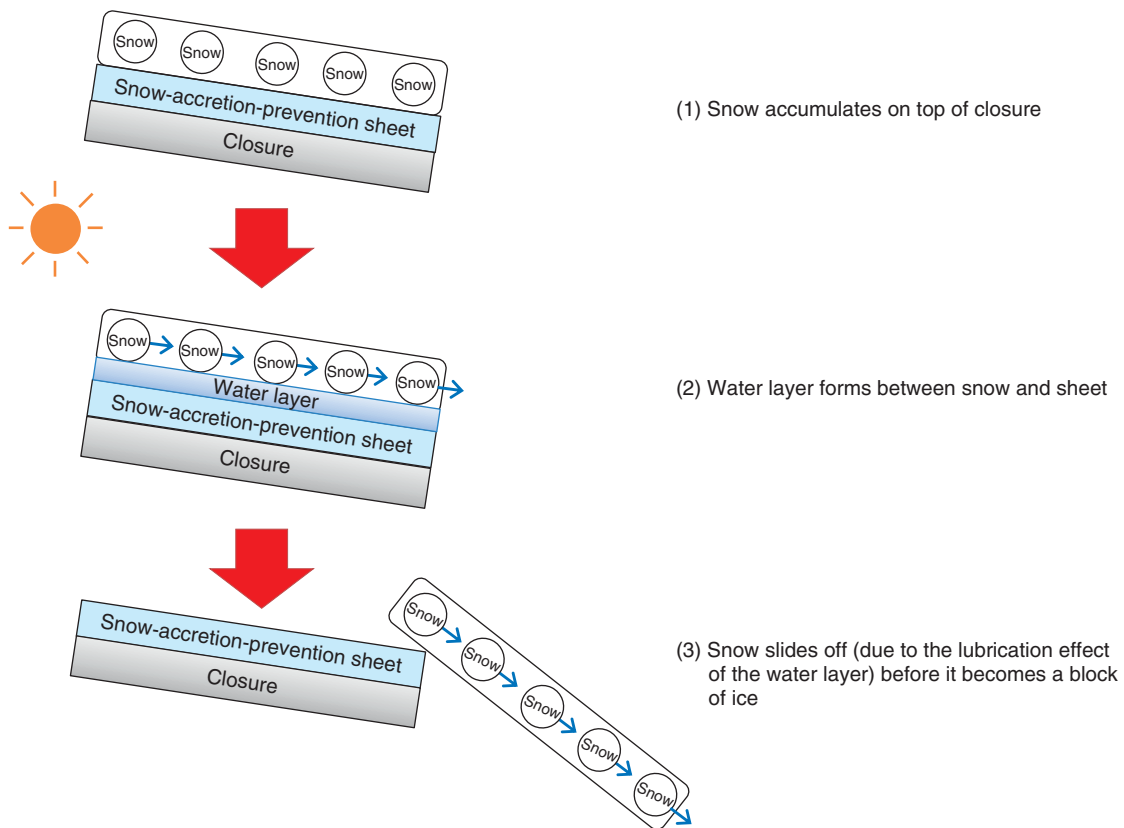 Snow
Snow
Snow
Snow
Snow
Snow-accretion-prevention sheet
Closure
(1) Snow accumulates on top of closure
Snow
Snow
Snow
Snow
Snow
Water layer
Snow-accretion-prevention sheet
Closure
(2) Water layer forms between snow and sheet
Snow-accretion-prevention sheet
Closure
Snow
Snow
Snow
Snow
Snow
(3) Snow slides off (due to the lubrication effect
of the water layer) before it becomes a block
of ice